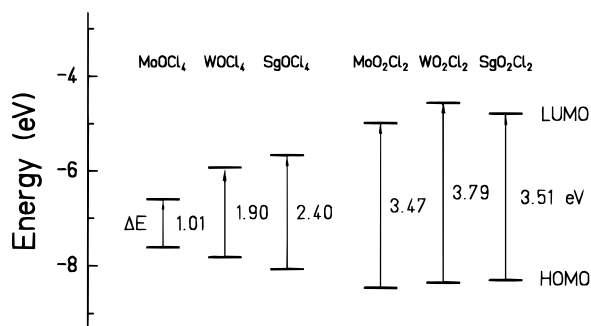 Energy (eV)
-4
-6
-8
MoOCl₄ WOCl₄ SgOCl₄ MoO₂Cl₂ WO₂Cl₂ SgO₂Cl₂
LUMO
ΔE 1.01 1.90 2.40 3.47 3.79 3.51 eV
HOMO